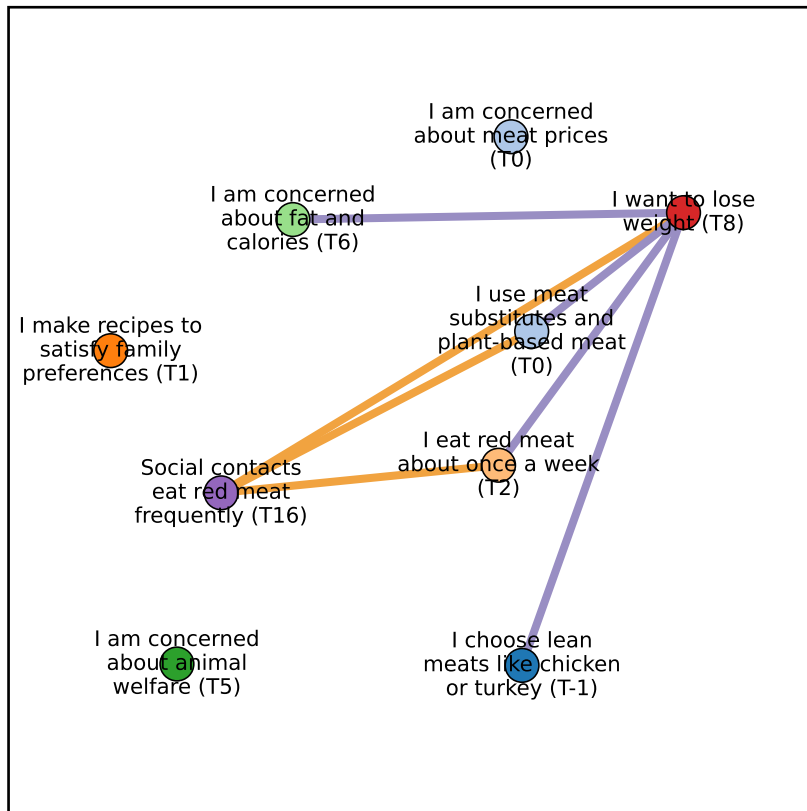 I am concerned
about meat prices
(T0)
I am concerned
about fat and
calories (T6)
I want to lose
weight (T8)
I use meat
substitutes and
plant-based meat
(T0)
I make recipes to
satisfy family
preferences (T1)
I eat red meat
about once a week
(T2)
Social contacts
eat red meat
frequently (T16)
I am concerned
about animal
welfare (T5)
I choose lean
meats like chicken
or turkey (T-1)